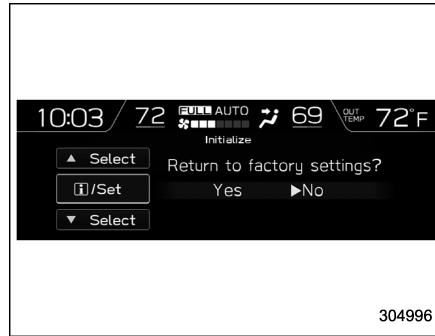 10:03 72 FULL AUTO 69 OUT TEMP 72°F
Initialize
▲ Select
Return to factory settings?
i/Set
Yes ▶No
▼ Select
304996